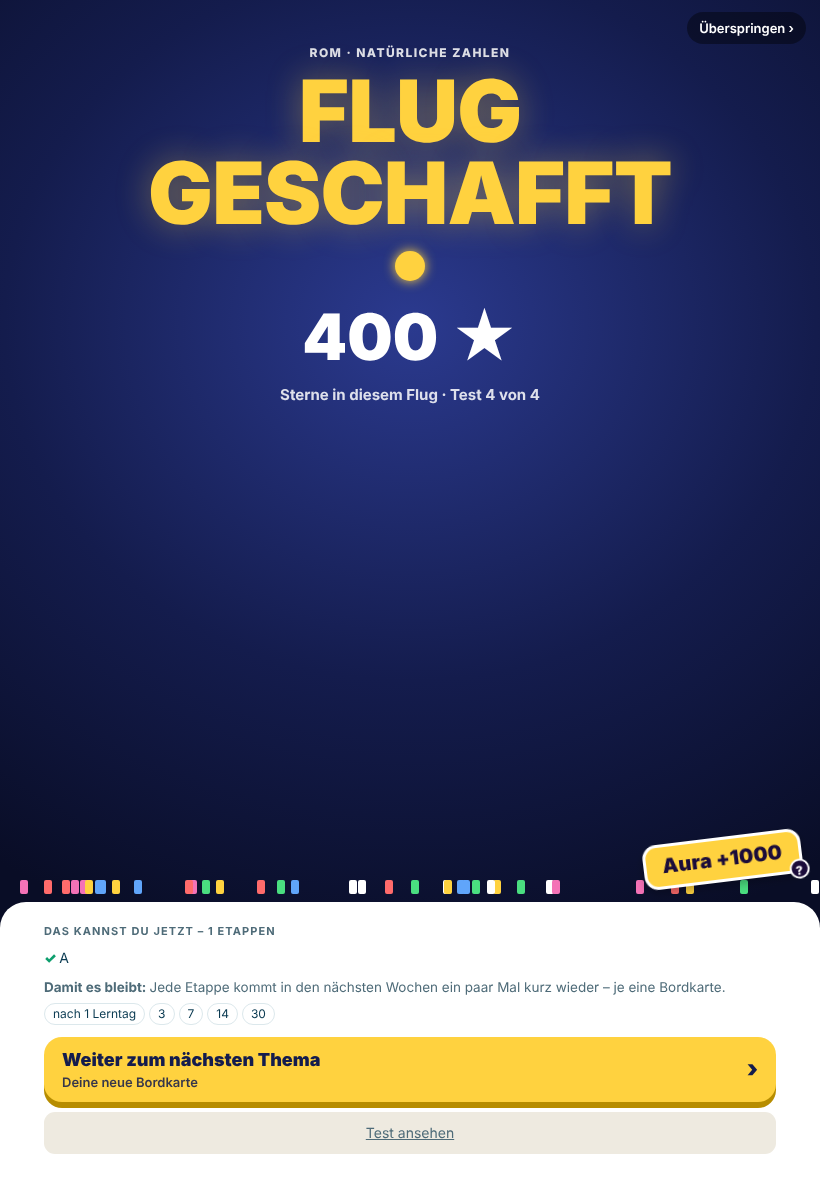 Überspringen ›
ROM · NATÜRLICHE ZAHLEN
FLUG
GESCHAFFT
400 ★
Sterne in diesem Flug · Test 4 von 4
Aura +1000
?
DAS KANNST DU JETZT – 1 ETAPPEN
✓ A
Damit es bleibt: Jede Etappe kommt in den nächsten Wochen ein paar Mal kurz wieder – je eine Bordkarte.
nach 1 Lerntag 3 7 14 30
Weiter zum nächsten Thema ›
Deine neue Bordkarte
Test ansehen